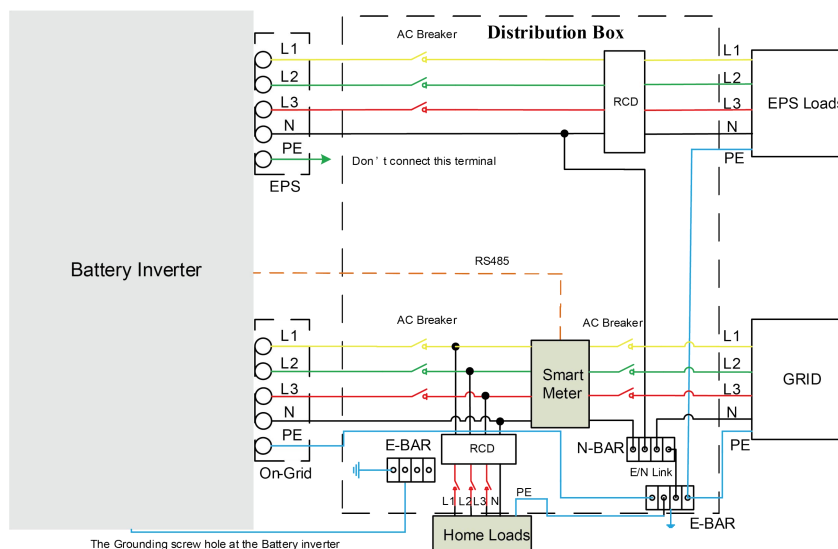 Distribution Box
AC Breaker
L1
L2
L3
N
PE
EPS
Don't connect this terminal
RCD
L1
L2
L3
N
PE
EPS Loads
Battery Inverter
RS485
AC Breaker
AC Breaker
L1
L2
L3
N
PE
On-Grid
Smart
Meter
L1
L2
L3
N
PE
GRID
E-BAR
RCD
N-BAR
E/N Link
L1 L2 L3 N
PE
E-BAR
Home Loads
The Grounding screw hole at the Battery inverter